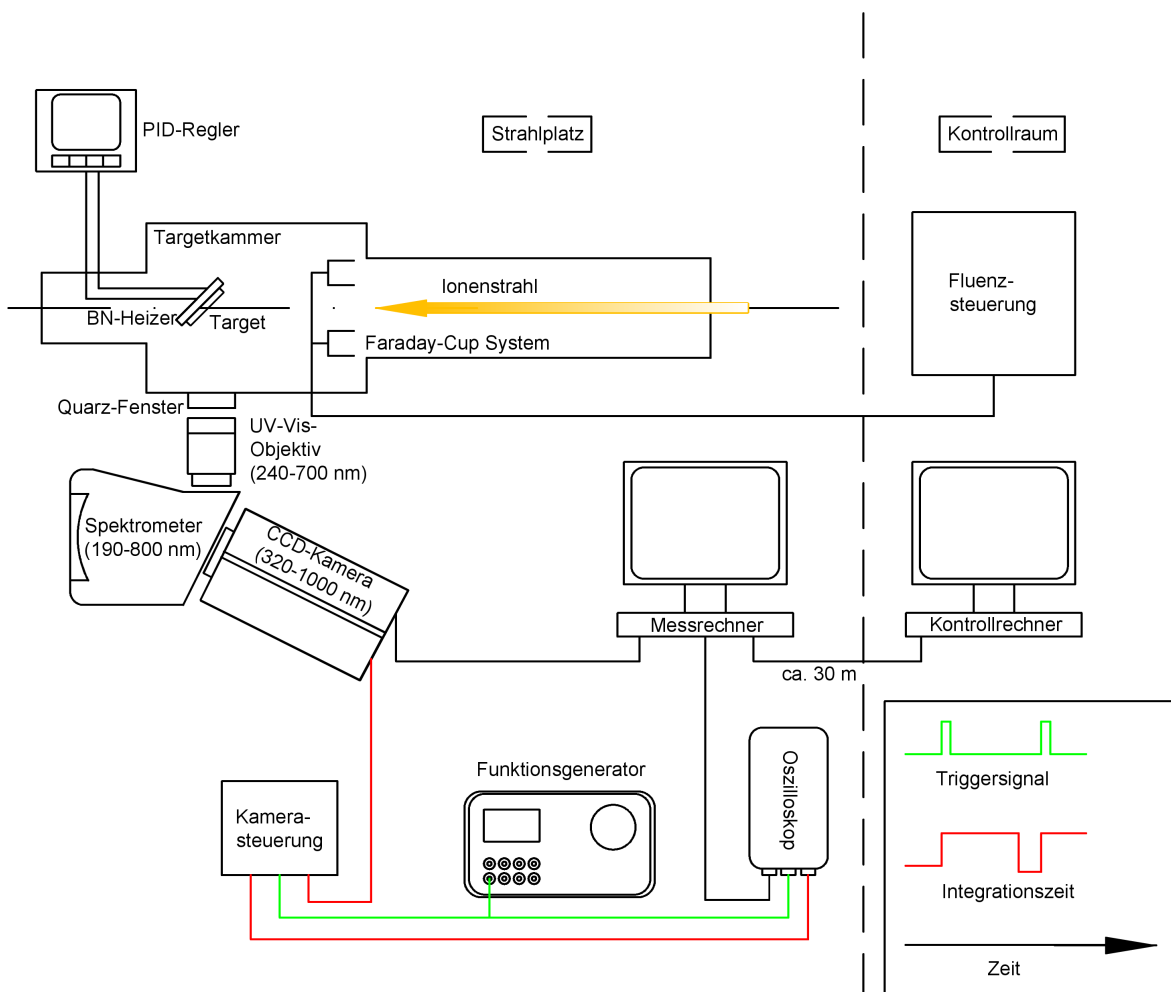 PID-Regler
Strahlplatz
Kontrollraum
Targetkammer
Ionenstrahl
Fluenz-
steuerung
BN-Heizer
Target
Faraday-Cup System
Quarz-Fenster
UV-Vis-
Objektiv
(240-700 nm)
Spektrometer
(190-800 nm)
CCD-Kamera
(320-1000 nm)
Messrechner
Kontrollrechner
ca. 30 m
Funktionsgenerator
Oszilloskop
Kamera-
steuerung
Triggersignal
Integrationszeit
Zeit